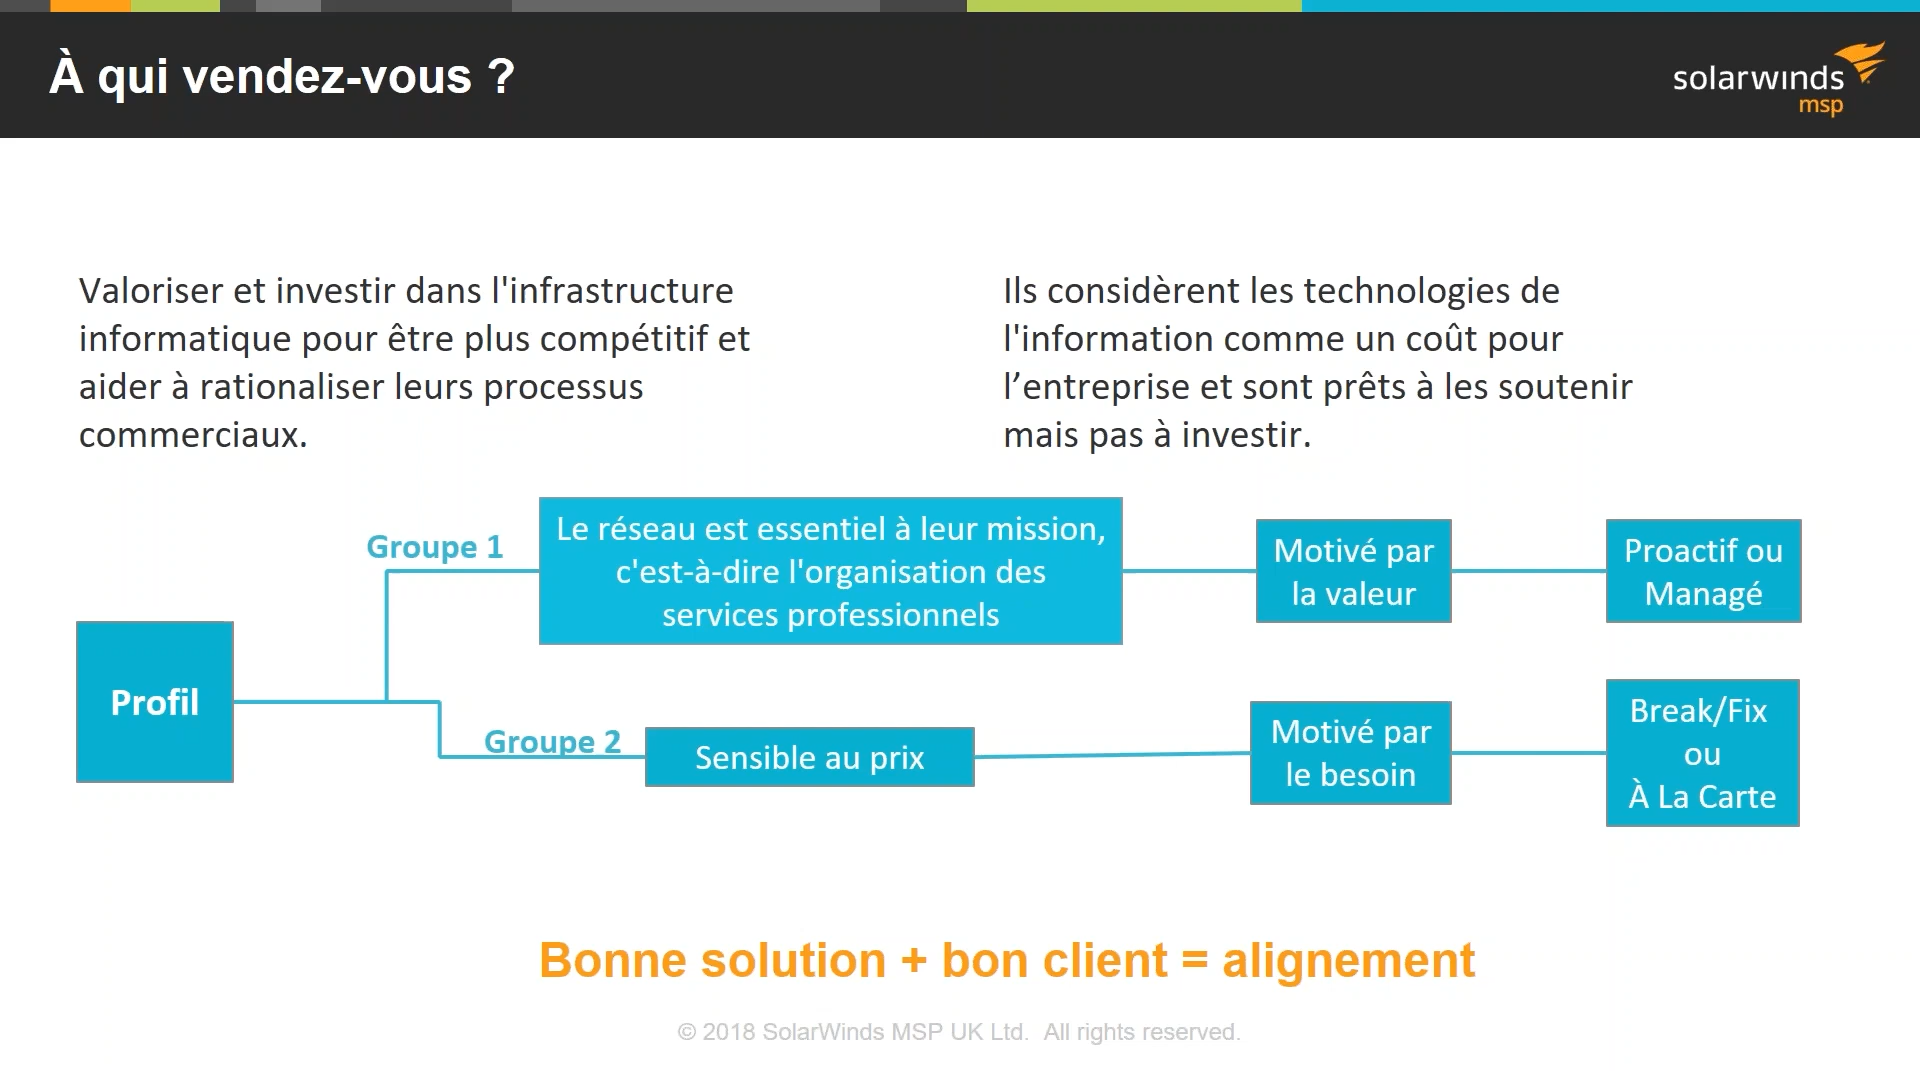 À qui vendez-vous ?
solarwinds
msp
Valoriser et investir dans l'infrastructure
informatique pour être plus compétitif et
aider à rationaliser leurs processus
commerciaux.
Ils considèrent les technologies de
l'information comme un coût pour
l’entreprise et sont prêts à les soutenir
mais pas à investir.
Groupe 1
Le réseau est essentiel à leur mission,
c'est-à-dire l'organisation des
services professionnels
Motivé par
la valeur
Proactif ou
Managé
Profil
Groupe 2
Sensible au prix
Motivé par
le besoin
Break/Fix
ou
À La Carte
Bonne solution + bon client = alignement
© 2018 SolarWinds MSP UK Ltd.  All rights reserved.